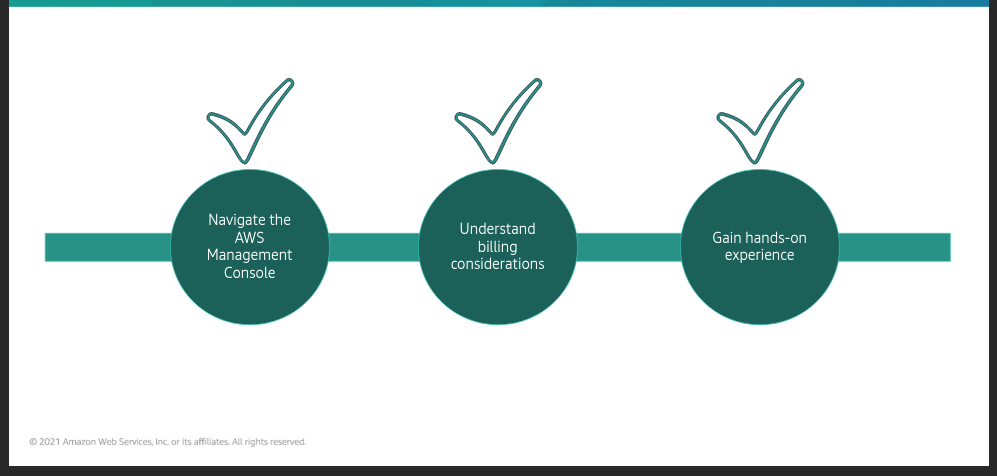 Navigate the
AWS
Management
Console
Understand
billing
considerations
Gain hands-on
experience
© 2021 Amazon Web Services, Inc. or its affiliates. All rights reserved.